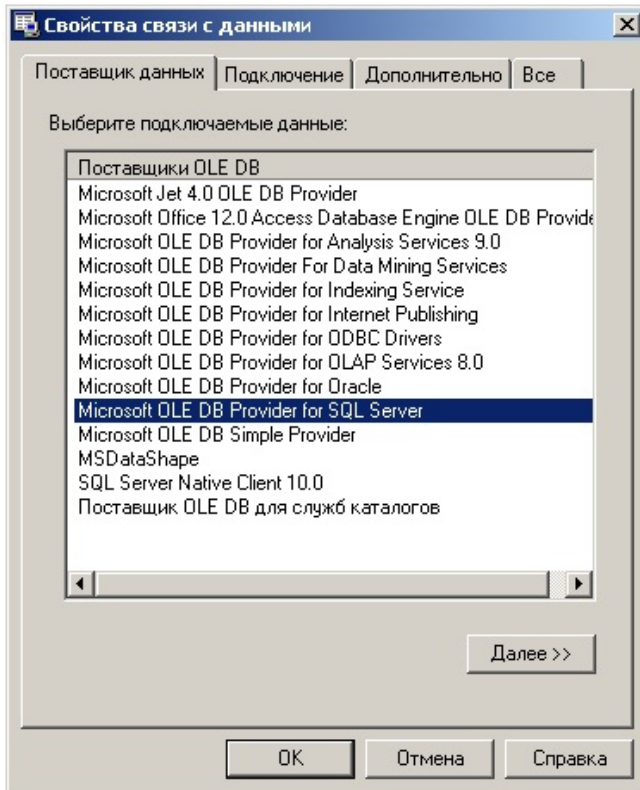 Свойства связи с данными
Поставщик данных Подключение Дополнительно Все
Выберите подключаемые данные:
Поставщики OLE DB
Microsoft Jet 4.0 OLE DB Provider
Microsoft Office 12.0 Access Database Engine OLE DB Provide
Microsoft OLE DB Provider for Analysis Services 9.0
Microsoft OLE DB Provider For Data Mining Services
Microsoft OLE DB Provider for Indexing Service
Microsoft OLE DB Provider for Internet Publishing
Microsoft OLE DB Provider for ODBC Drivers
Microsoft OLE DB Provider for OLAP Services 8.0
Microsoft OLE DB Provider for Oracle
Microsoft OLE DB Provider for SQL Server
Microsoft OLE DB Simple Provider
MSDataShape
SQL Server Native Client 10.0
Поставщик OLE DB для служб каталогов
Далее >>
OK Отмена Справка